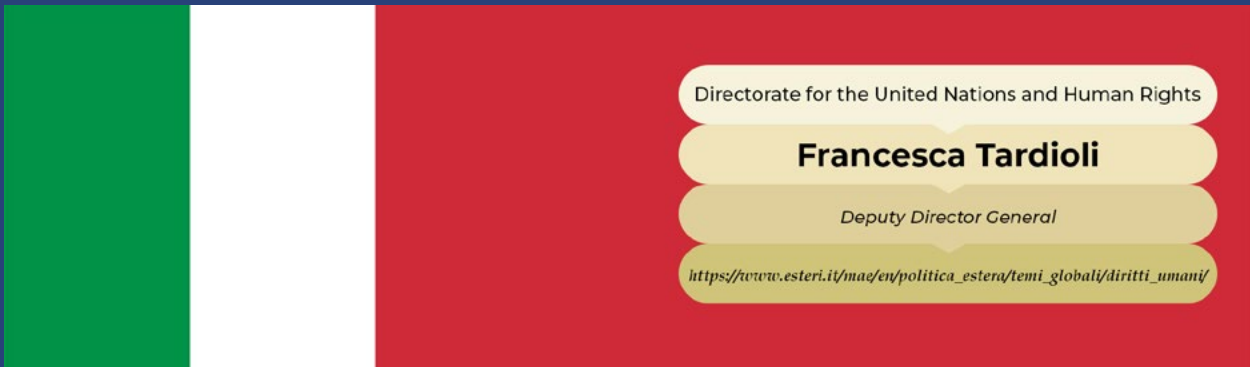 Directorate for the United Nations and Human Rights
Francesca Tardioli
Deputy Director General
https://www.esteri.it/mae/en/politica_estera/temi_globali/diritti_umani/